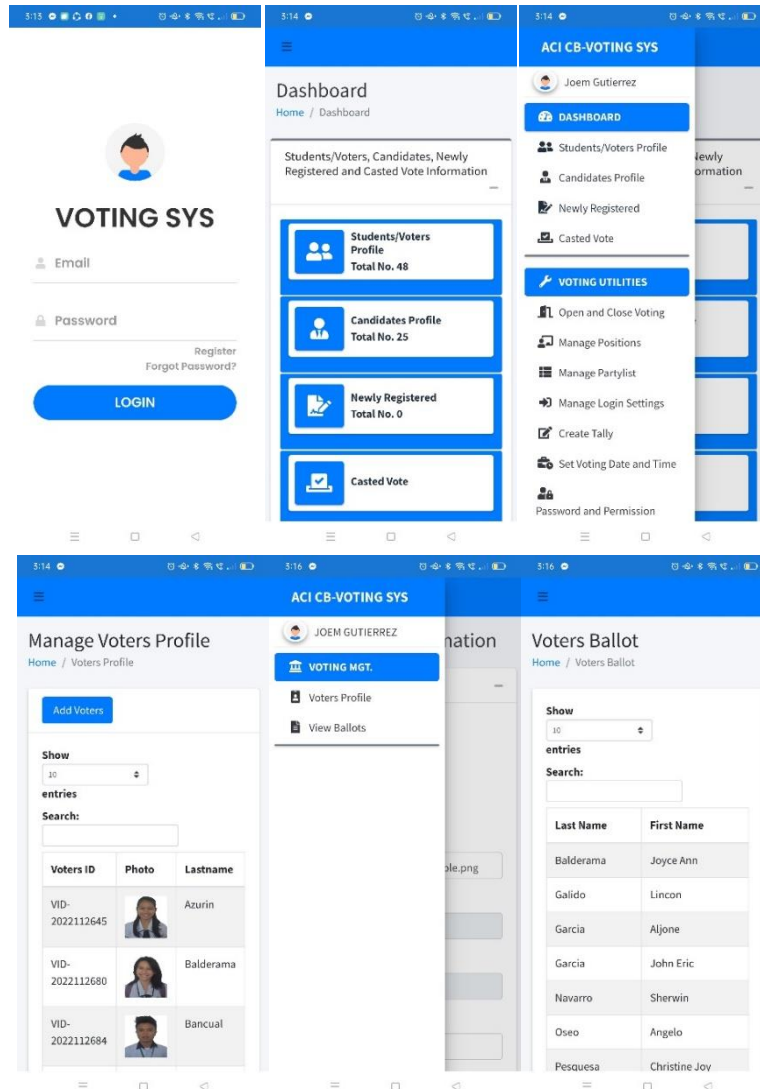 3:13
VOTING SYS
Email
Password
Register
Forgot Password?
LOGIN
3:14
Dashboard
Home / Dashboard
Students/Voters, Candidates, Newly
Registered and Casted Vote Information
Students/Voters
Profile
Total No. 48
Candidates Profile
Total No. 25
Newly Registered
Total No. 0
Casted Vote
3:14
ACI CB-VOTING SYS
Joem Gutierrez
DASHBOARD
Students/Voters Profile
Candidates Profile
Newly Registered
Casted Vote
VOTING UTILITIES
Open and Close Voting
Manage Positions
Manage Partylist
Manage Login Settings
Create Tally
Set Voting Date and Time
Password and Permission
Newly
ormation
3:14
Manage Voters Profile
Home / Voters Profile
Add Voters
Show
10
entries
Search:
Voters ID Photo Lastname
VID-
2022112645
Azurin
VID-
2022112680
Balderama
VID-
2022112684
Bancual
3:16
ACI CB-VOTING SYS
JOEM GUTIERREZ
VOTING MGT.
Voters Profile
View Ballots
nation
ple.png
3:16
Voters Ballot
Home / Voters Ballot
Show
10
entries
Search:
Last Name First Name
Balderama Joyce Ann
Galido Lincon
Garcia Aljone
Garcia John Eric
Navarro Sherwin
Oseo Angelo
Pesquesa Christine Joy